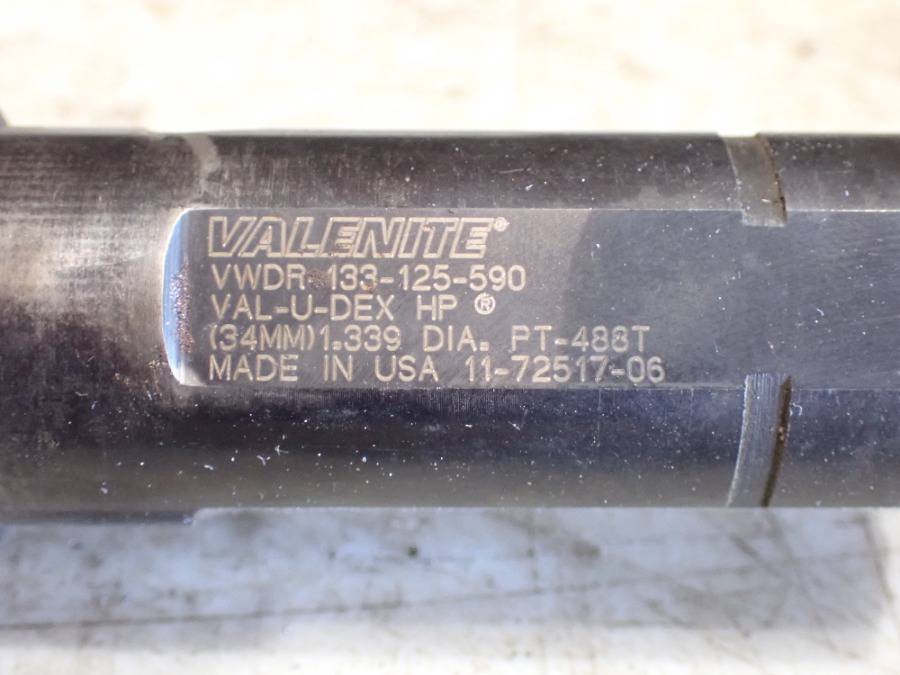 VALENITE®
VWDR-133-125-590
VAL-U-DEX HP ®
(34MM)1.339 DIA. PT-488T
MADE IN USA 11-72517-06